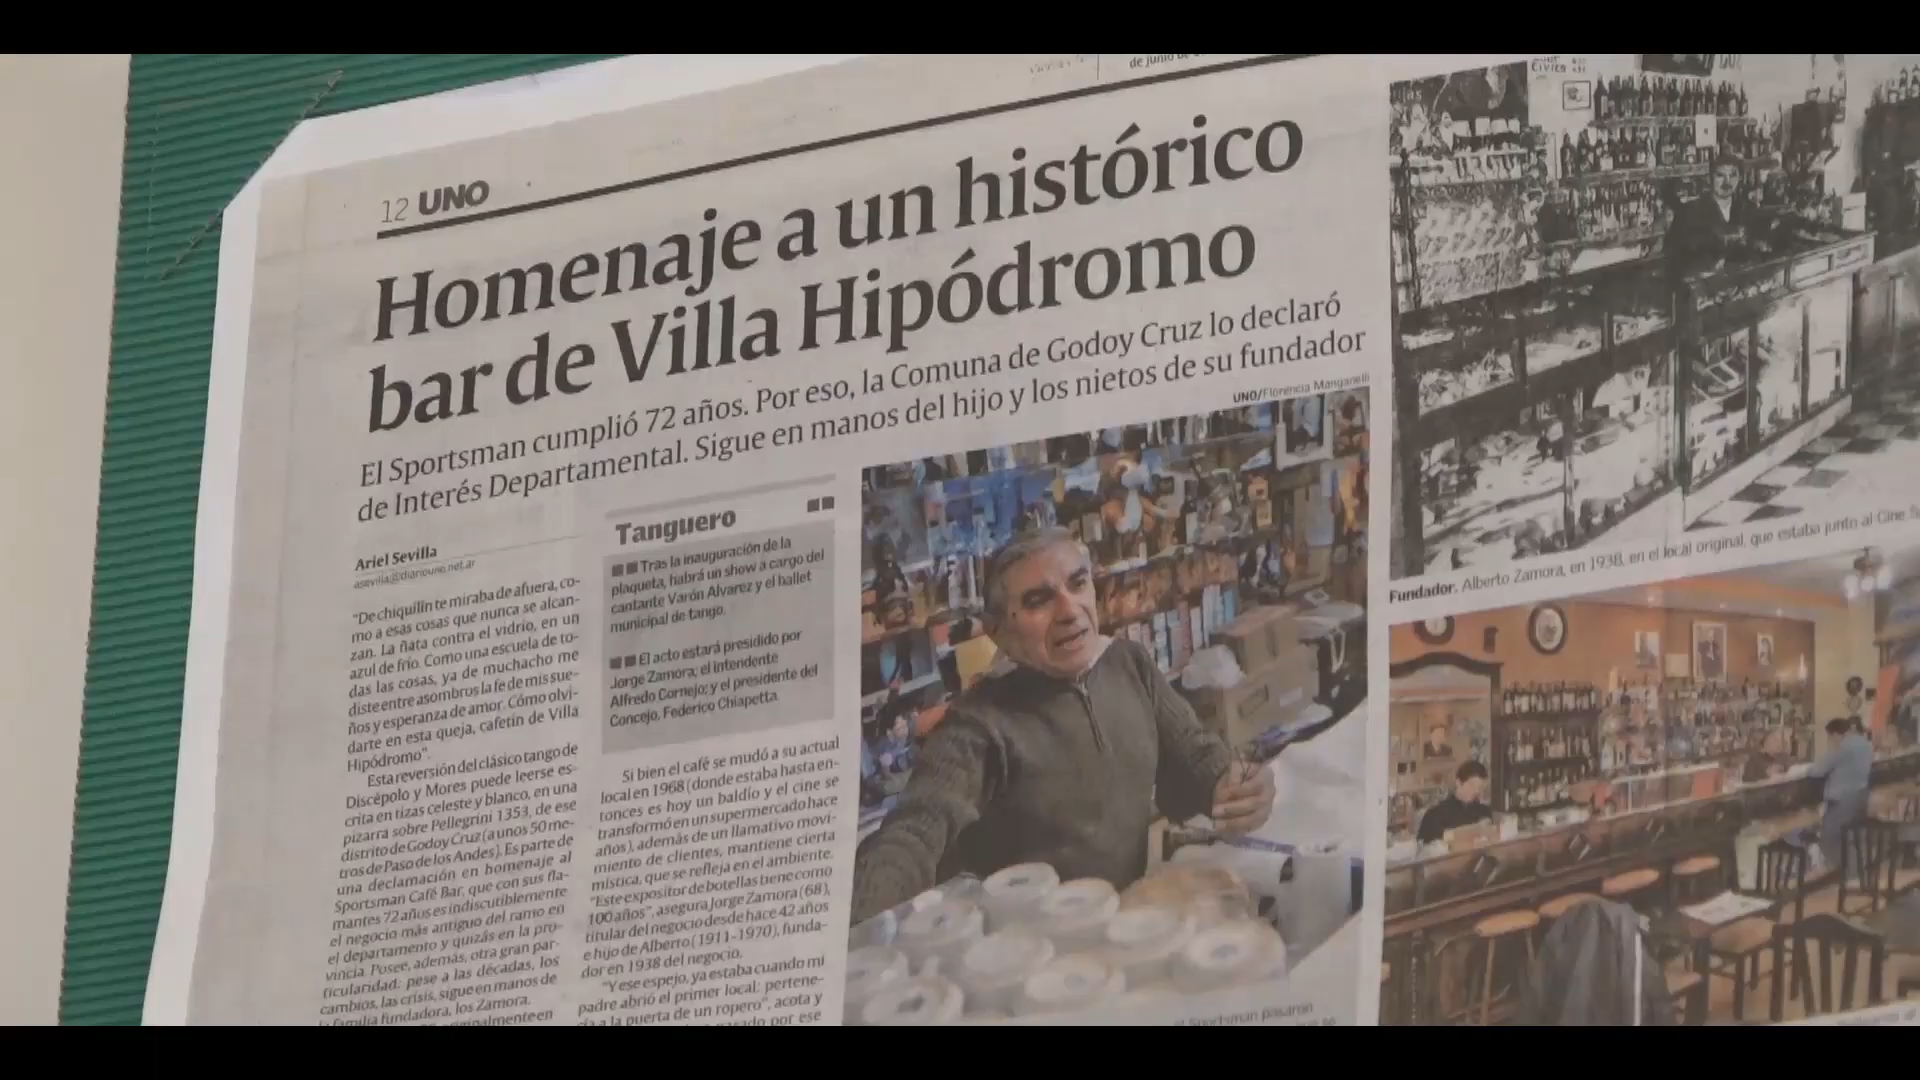 de junio de
12 UNO
Homenaje a un histórico
bar de Villa Hipódromo
El Sportsman cumplió 72 años. Por eso, la Comuna de Godoy Cruz lo declaró
de Interés Departamental. Sigue en manos del hijo y los nietos de su fundador
UNO/Florencia Manganelli
Ariel Sevilla
asevilla@diariouno.net.ar
“De chiquilín te miraba de afuera, co-
mo a esas cosas que nunca se alcan-
zan. La ñata contra el vidrio, en un
azul de frío. Como una escuela de to-
das las cosas, ya de muchacho me
diste entre asombros la fe de mis sue-
ños y esperanza de amor. Cómo olvi-
darte en esta queja, cafetín de Villa
Hipódromo”.
Esta reversión del clásico tango de
Discépolo y Mores puede leerse es-
crita en tizas celeste y blanco, en una
pizarra sobre Pellegrini 1353, de ese
distrito de Godoy Cruz (a unos 50 me-
tros de Paso de los Andes). Es parte de
una declamación en homenaje al
Sportsman Café Bar, que con sus fla-
mantes 72 años es indiscutiblemente
el negocio más antiguo del ramo en
el departamento y quizás en la pro-
vincia. Posee, además, otra gran par-
ticularidad: pese a las décadas, los
cambios, las crisis, sigue en manos de
la familia fundadora, los Zamora.
Tanguero
Tras la inauguración de la
plaqueta, habrá un show a cargo del
cantante Varón Alvarez y el ballet
municipal de tango.
El acto estará presidido por
Jorge Zamora; el intendente
Alfredo Cornejo; y el presidente del
Concejo, Federico Chiapetta.
Si bien el café se mudó a su actual
local en 1968 (donde estaba hasta en-
tonces es hoy un baldío y el cine se
transformó en un supermercado hace
años), además de un llamativo movi-
miento de clientes, mantiene cierta
mística, que se refleja en el ambiente.
“Este expositor de botellas tiene como
100 años”, asegura Jorge Zamora (68),
titular del negocio desde hace 42 años
e hijo de Alberto (1911-1970), funda-
dor en 1938 del negocio.
“Y ese espejo, ya estaba cuando mi
padre abrió el primer local: pertene-
cía a la puerta de un ropero”, acota y
por ese
el Sportsman pasaron
Fundador. Alberto Zamora, en 1938, en el local original, que estaba junto al Cine